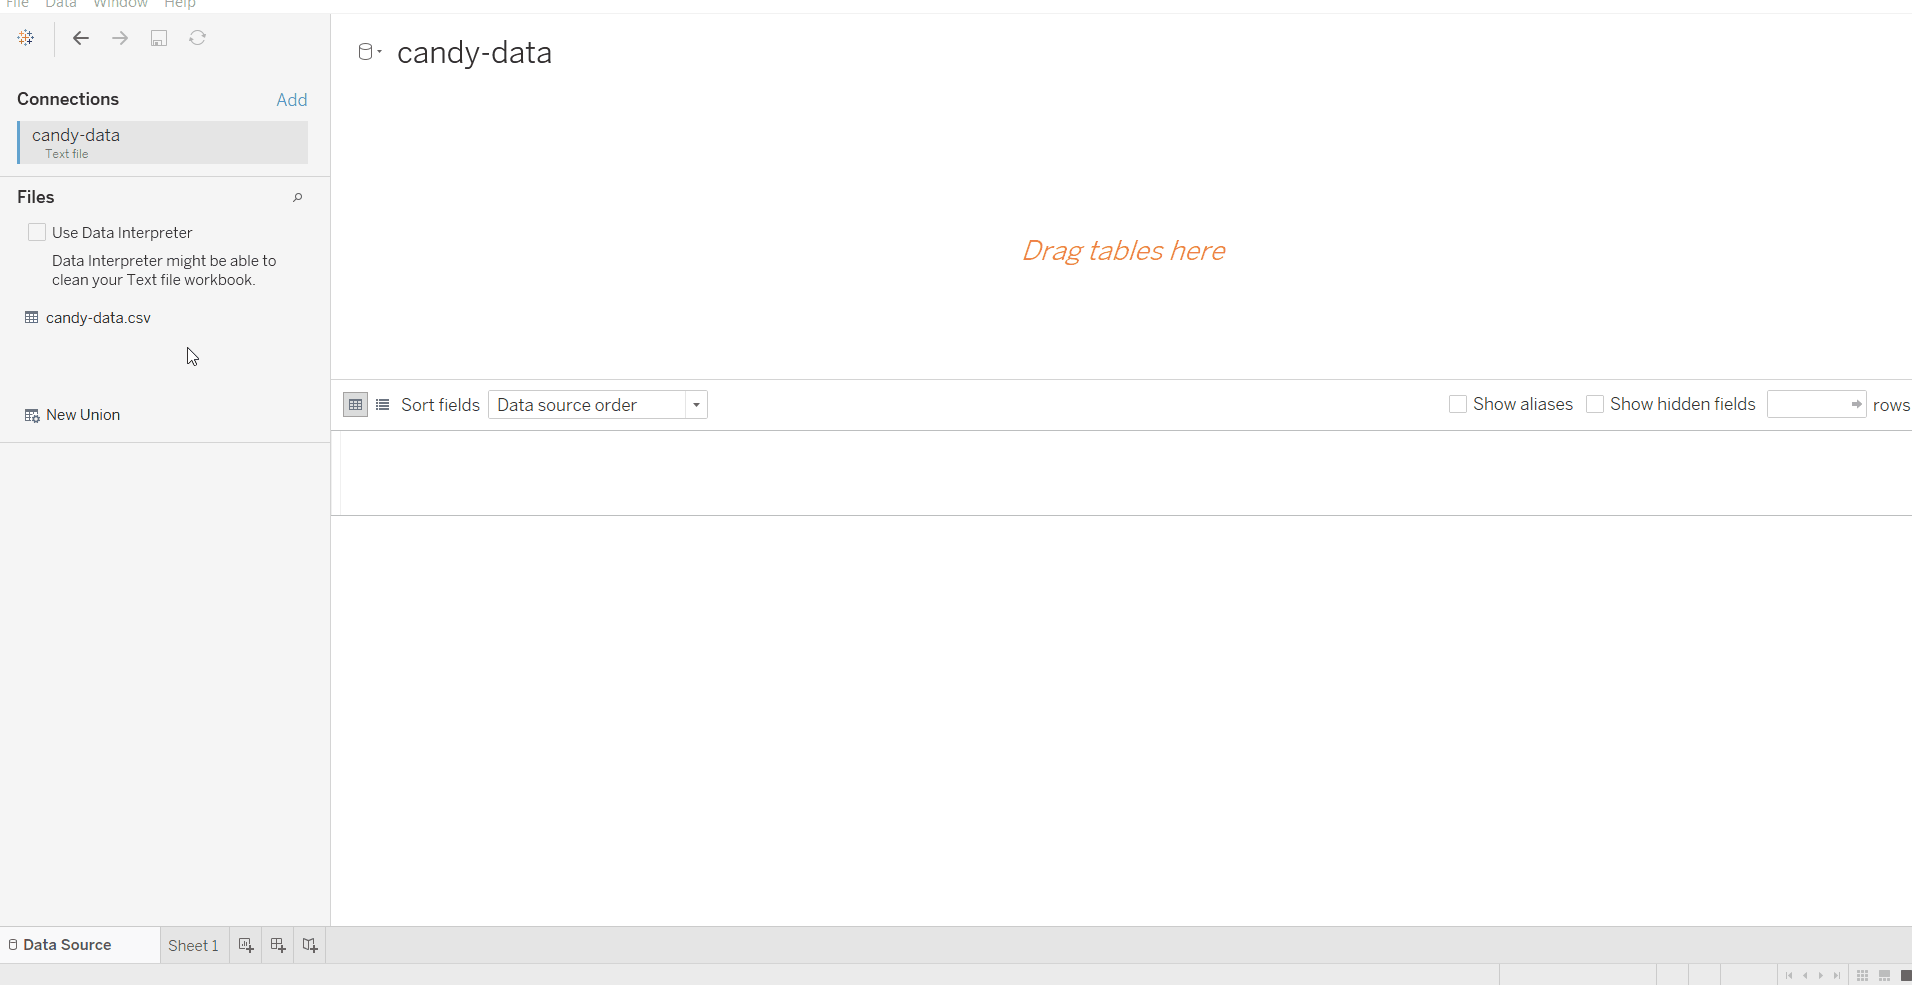 File Data Window Help
candy-data
Connections Add
candy-data
Text file
Files
Use Data Interpreter
Data Interpreter might be able to
clean your Text file workbook.
candy-data.csv
New Union
Drag tables here
Sort fields Data source order
Show aliases Show hidden fields rows
Data Source Sheet 1